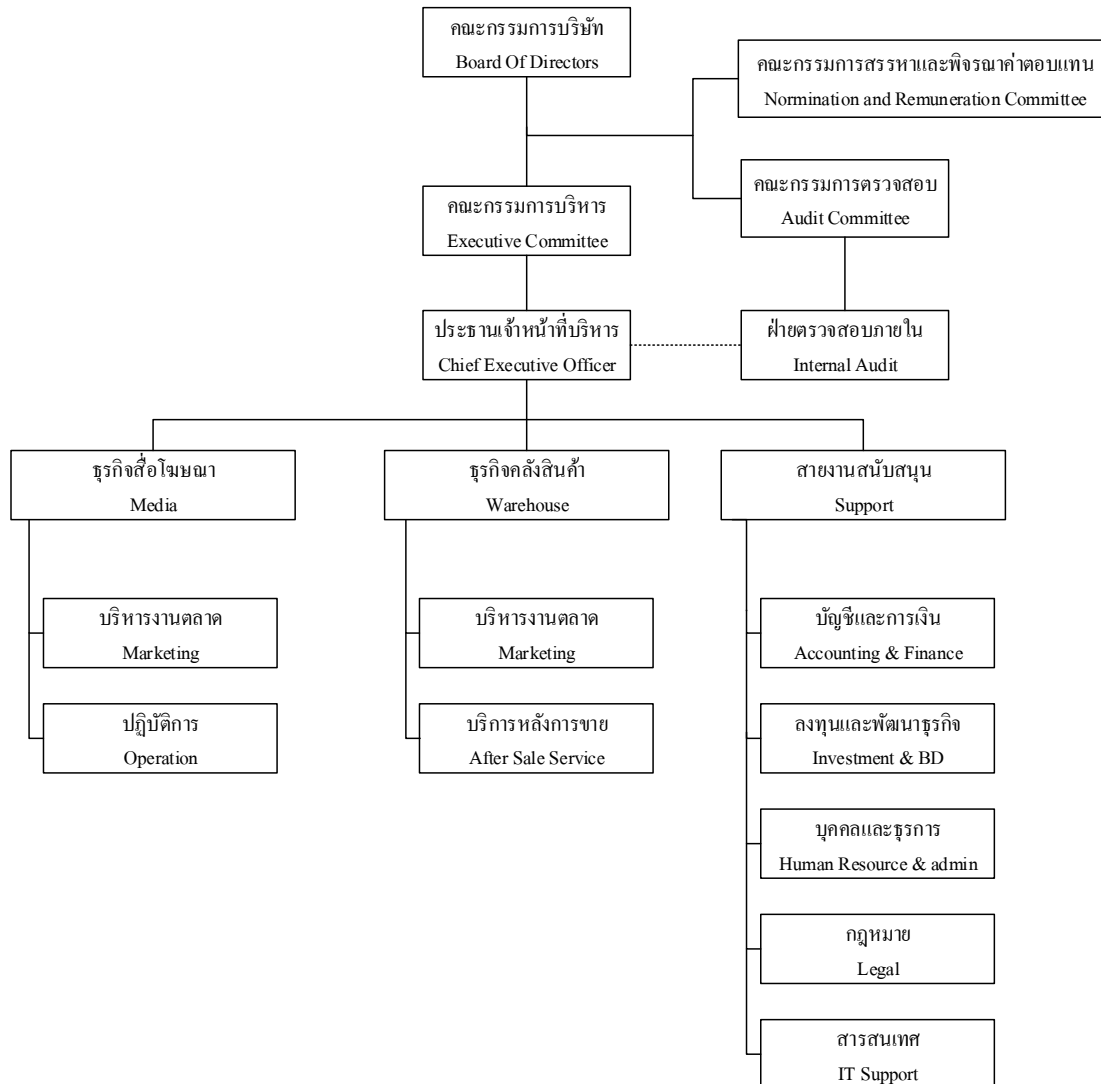 คณะกรรมการบริษัท
Board Of Directors
คณะกรรมการสรรหาและพิจรณาค่าตอบแทน
Normination and Remuneration Committee
คณะกรรมการบริหาร
Executive Committee
คณะกรรมการตรวจสอบ
Audit Committee
ประธานเจ้าหน้าที่บริหาร
Chief Executive Officer
ฝ่ายตรวจสอบภายใน
Internal Audit
ธุรกิจสื่อโฆษณา
Media
ธุรกิจคลังสินค้า
Warehouse
สายงานสนับสนุน
Support
บริหารงานตลาด
Marketing
ปฏิบัติการ
Operation
บริหารงานตลาด
Marketing
บริการหลังการขาย
After Sale Service
บัญชีและการเงิน
Accounting & Finance
ลงทุนและพัฒนาธุรกิจ
Investment & BD
บุคคลและธุรการ
Human Resource & admin
กฎหมาย
Legal
สารสนเทศ
IT Support